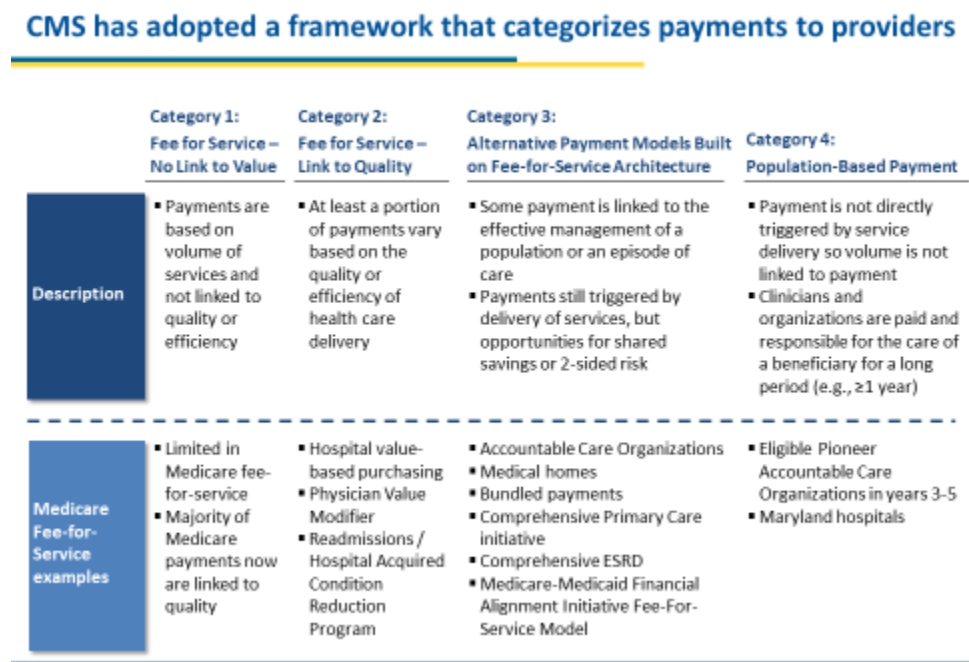 CMS has adopted a framework that categorizes payments to providers
Category 1:
Fee for Service –
No Link to Value
Category 2:
Fee for Service –
Link to Quality
Category 3:
Alternative Payment Models Built
on Fee-for-Service Architecture
Category 4:
Population-Based Payment
Description
▪ Payments are
based on
volume of
services and
not linked to
quality or
efficiency
▪ At least a portion
of payments vary
based on the
quality or
efficiency of
health care
delivery
▪ Some payment is linked to the
effective management of a
population or an episode of
care
▪ Payments still triggered by
delivery of services, but
opportunities for shared
savings or 2-sided risk
▪ Payment is not directly
triggered by service
delivery so volume is not
linked to payment
▪ Clinicians and
organizations are paid and
responsible for the care of
a beneficiary for a long
period (e.g., ≥1 year)
Medicare
Fee-for-
Service
examples
▪ Limited in
Medicare fee-
for-service
▪ Majority of
Medicare
payments now
are linked to
quality
▪ Hospital value-
based purchasing
▪ Physician Value
Modifier
▪ Readmissions /
Hospital Acquired
Condition
Reduction
Program
▪ Accountable Care Organizations
▪ Medical homes
▪ Bundled payments
▪ Comprehensive Primary Care
initiative
▪ Comprehensive ESRD
▪ Medicare-Medicaid Financial
Alignment Initiative Fee-For-
Service Model
▪ Eligible Pioneer
Accountable Care
Organizations in years 3-5
▪ Maryland hospitals